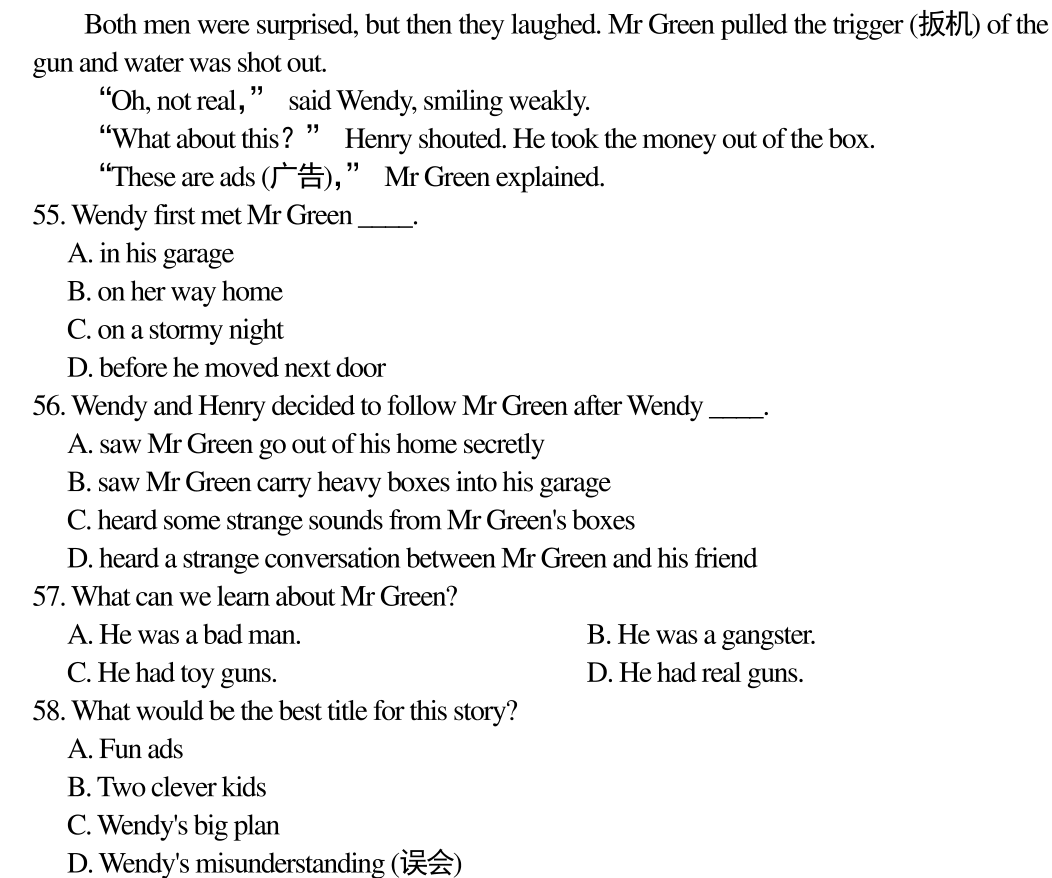 Both men were surprised, but then they laughed. Mr Green pulled the trigger (扳机) of the
gun and water was shot out.
“Oh, not real，” said Wendy, smiling weakly.
“What about this？” Henry shouted. He took the money out of the box.
“These are ads (广告)，” Mr Green explained.
55. Wendy first met Mr Green ____.
A. in his garage
B. on her way home
C. on a stormy night
D. before he moved next door
56. Wendy and Henry decided to follow Mr Green after Wendy ____.
A. saw Mr Green go out of his home secretly
B. saw Mr Green carry heavy boxes into his garage
C. heard some strange sounds from Mr Green's boxes
D. heard a strange conversation between Mr Green and his friend
57. What can we learn about Mr Green?
A. He was a bad man. B. He was a gangster.
C. He had toy guns. D. He had real guns.
58. What would be the best title for this story?
A. Fun ads
B. Two clever kids
C. Wendy's big plan
D. Wendy's misunderstanding (误会)